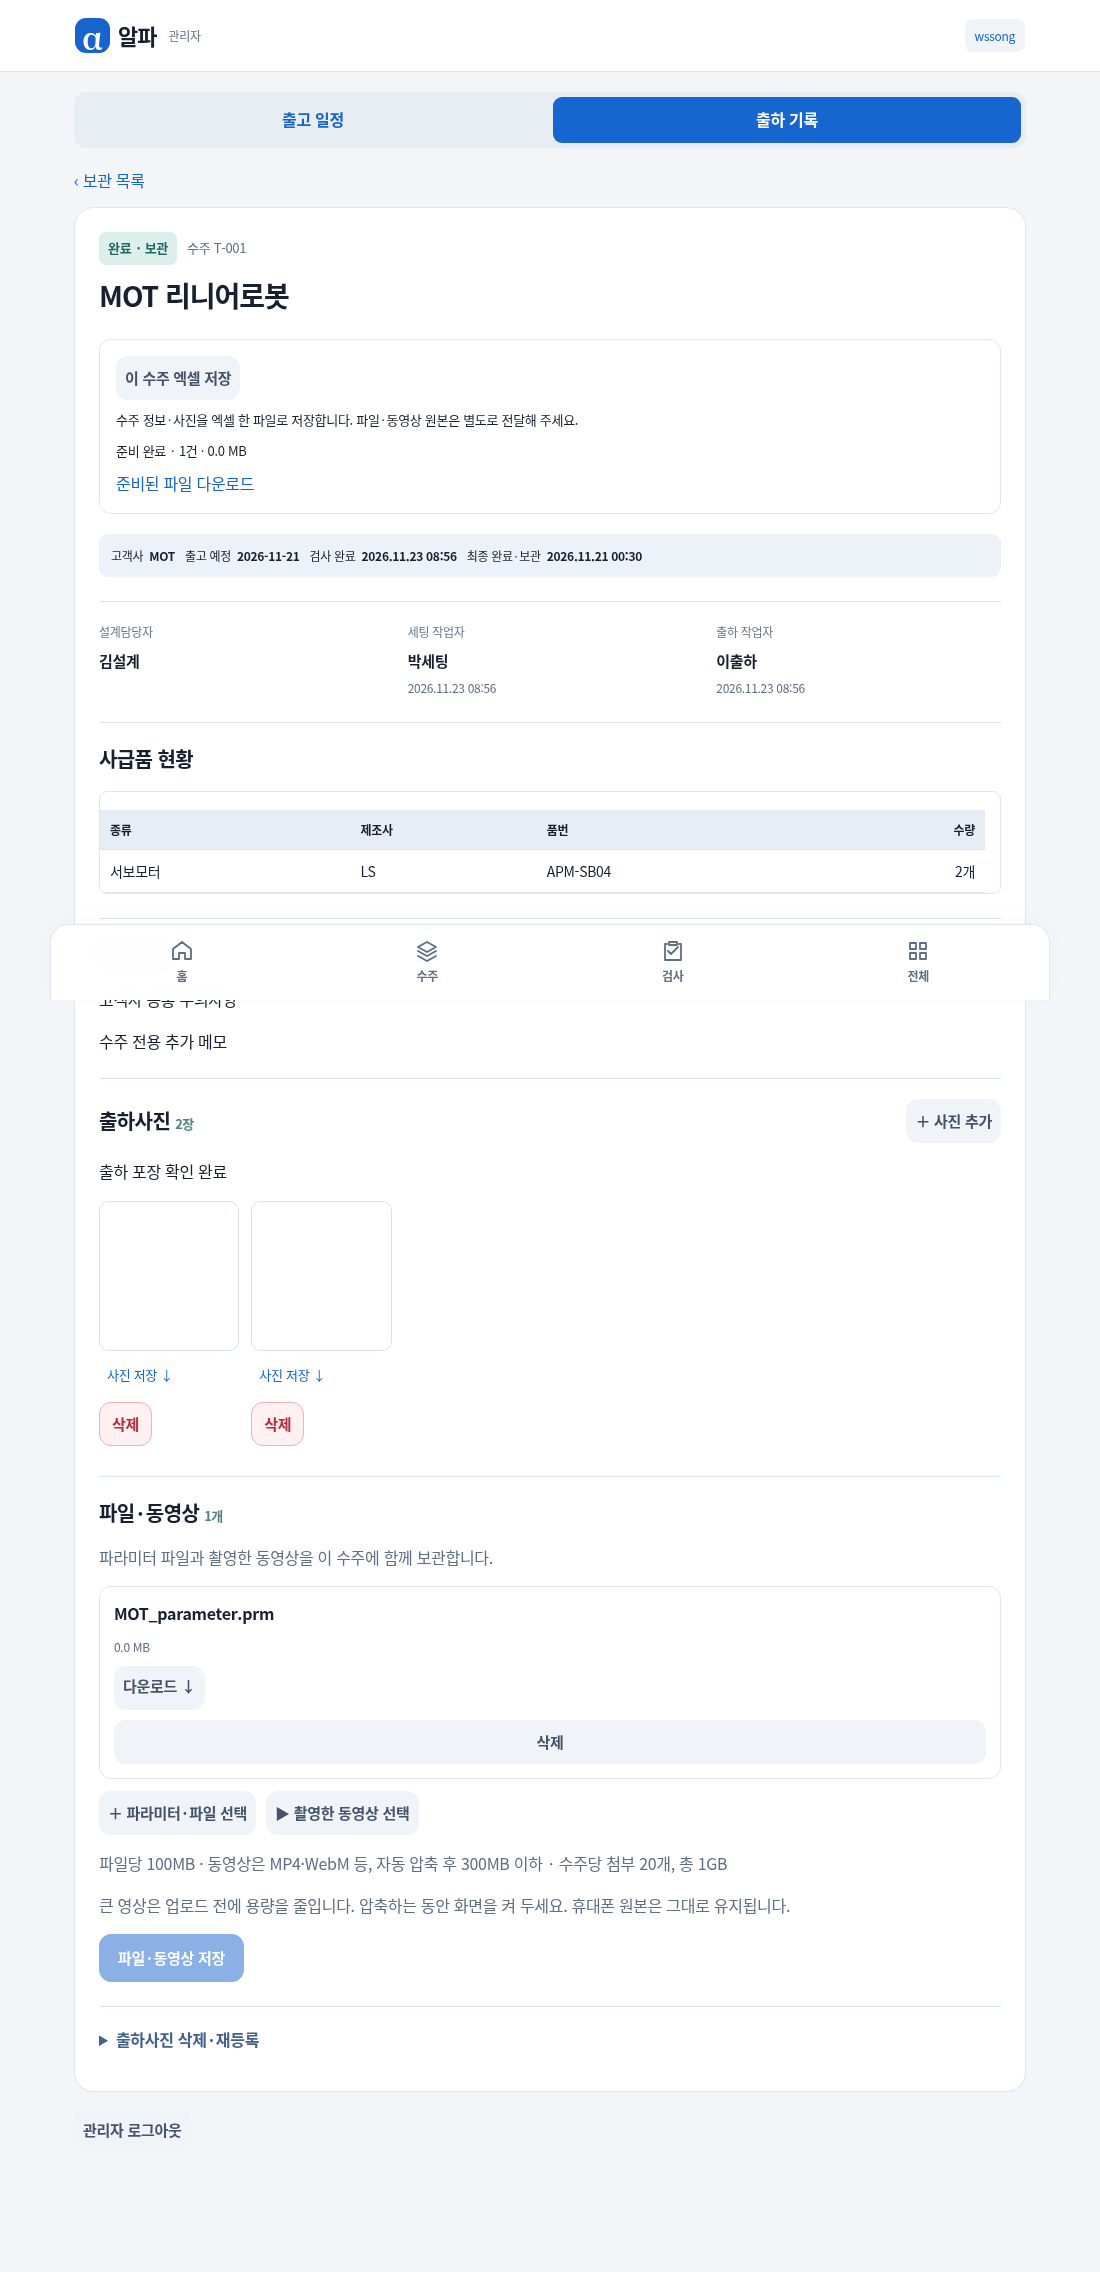 α 알파 관리자
wssong
출고 일정
출하 기록
‹ 보관 목록
완료 · 보관 수주 T-001
MOT 리니어로봇
이 수주 엑셀 저장
수주 정보·사진을 엑셀 한 파일로 저장합니다. 파일·동영상 원본은 별도로 전달해 주세요.
준비 완료 · 1건 · 0.0 MB
준비된 파일 다운로드
고객사 MOT 출고 예정 2026-11-21 검사 완료 2026.11.23 08:56 최종 완료·보관 2026.11.21 00:30
설계담당자
김설계
세팅 작업자
박세팅
2026.11.23 08:56
출하 작업자
이출하
2026.11.23 08:56
사급품 현황
종류 제조사 품번 수량
서보모터 LS APM-SB04 2개
홈
수주
검사
전체
수주 전용 추가 메모
출하사진 2장
+ 사진 추가
출하 포장 확인 완료
사진 저장 ↓
사진 저장 ↓
삭제
삭제
파일·동영상 1개
파라미터 파일과 촬영한 동영상을 이 수주에 함께 보관합니다.
MOT_parameter.prm
0.0 MB
다운로드 ↓
삭제
+ 파라미터·파일 선택
▶ 촬영한 동영상 선택
파일당 100MB · 동영상은 MP4·WebM 등, 자동 압축 후 300MB 이하 · 수주당 첨부 20개, 총 1GB
큰 영상은 업로드 전에 용량을 줄입니다. 압축하는 동안 화면을 켜 두세요. 휴대폰 원본은 그대로 유지됩니다.
파일·동영상 저장
▶ 출하사진 삭제·재등록
관리자 로그아웃